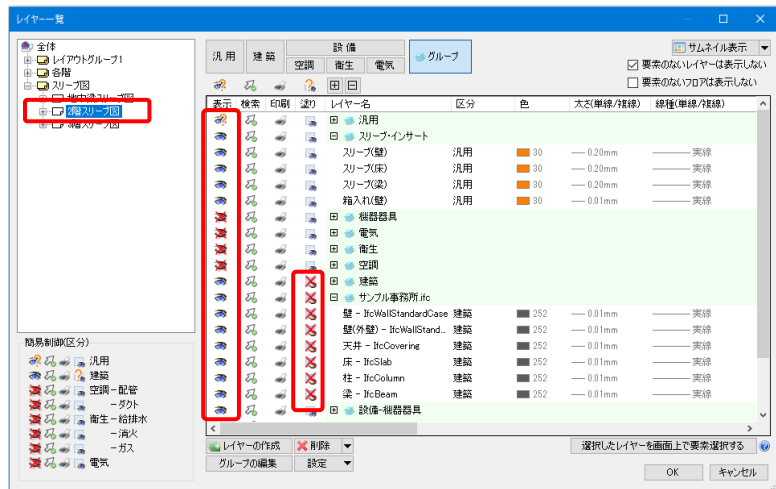 レイヤー一覧
全体
レイアウトグループ1
各階
スリーブ図
地中梁スリーブ図
2階スリーブ図
3階スリーブ図
汎用
建築
設備
空調
衛生
電気
グループ
サムネイル表示
要素のないレイヤーは表示しない
要素のないフロアは表示しない
表示 検索 印刷 塗り レイヤー名 区分 色 太さ(単線/複線) 線種(単線/複線)
汎用
スリーブ・インサート
スリーブ(壁) 汎用 30 0.20mm 実線
スリーブ(床) 汎用 30 0.20mm 実線
スリーブ(梁) 汎用 30 0.20mm 実線
箱入れ(壁) 汎用 30 0.01mm 実線
機器器具
電気
衛生
空調
建築
サンプル事務所.ifc
壁 - IfcWallStandardCase 建築 252 0.01mm 実線
壁(外壁) - IfcWallStand... 建築 252 0.01mm 実線
天井 - IfcCovering 建築 252 0.01mm 実線
床 - IfcSlab 建築 252 0.01mm 実線
柱 - IfcColumn 建築 252 0.01mm 実線
梁 - IfcBeam 建築 252 0.01mm 実線
設備-機器器具
簡易制御(区分)
汎用
建築
空調-配管
-ダクト
衛生-給排水
-消火
-ガス
電気
レイヤーの作成
削除
選択したレイヤーを画面上で要素選択する
グループの編集
設定
OK
キャンセル